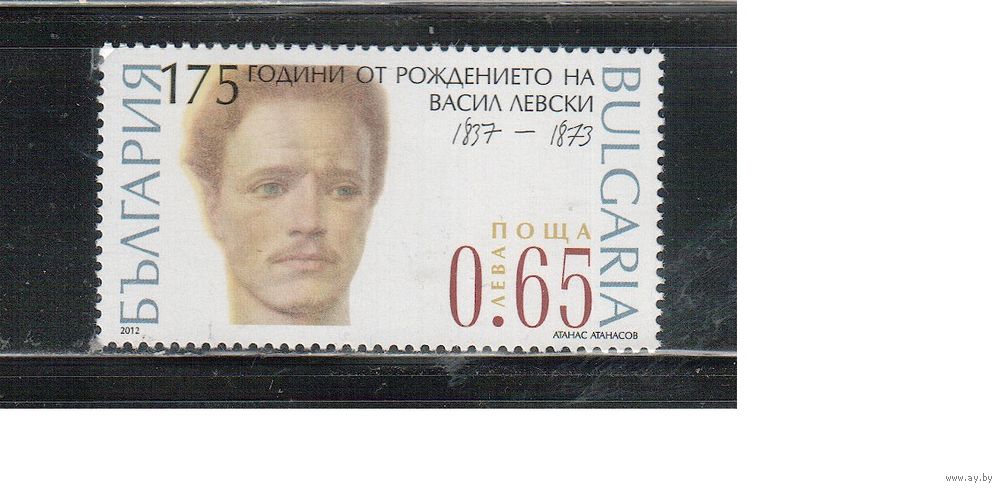 БЪЛГАРИЯ
175 ГОДИНИ ОТ РОЖДЕНИЕТО НА
ВАСИЛ ЛЕВСКИ
1837 – 1873
BULGARIA
ПОЩА
ЛЕВА
0.65
2012
АТАНАС АТАНАСОВ
www.ay.by